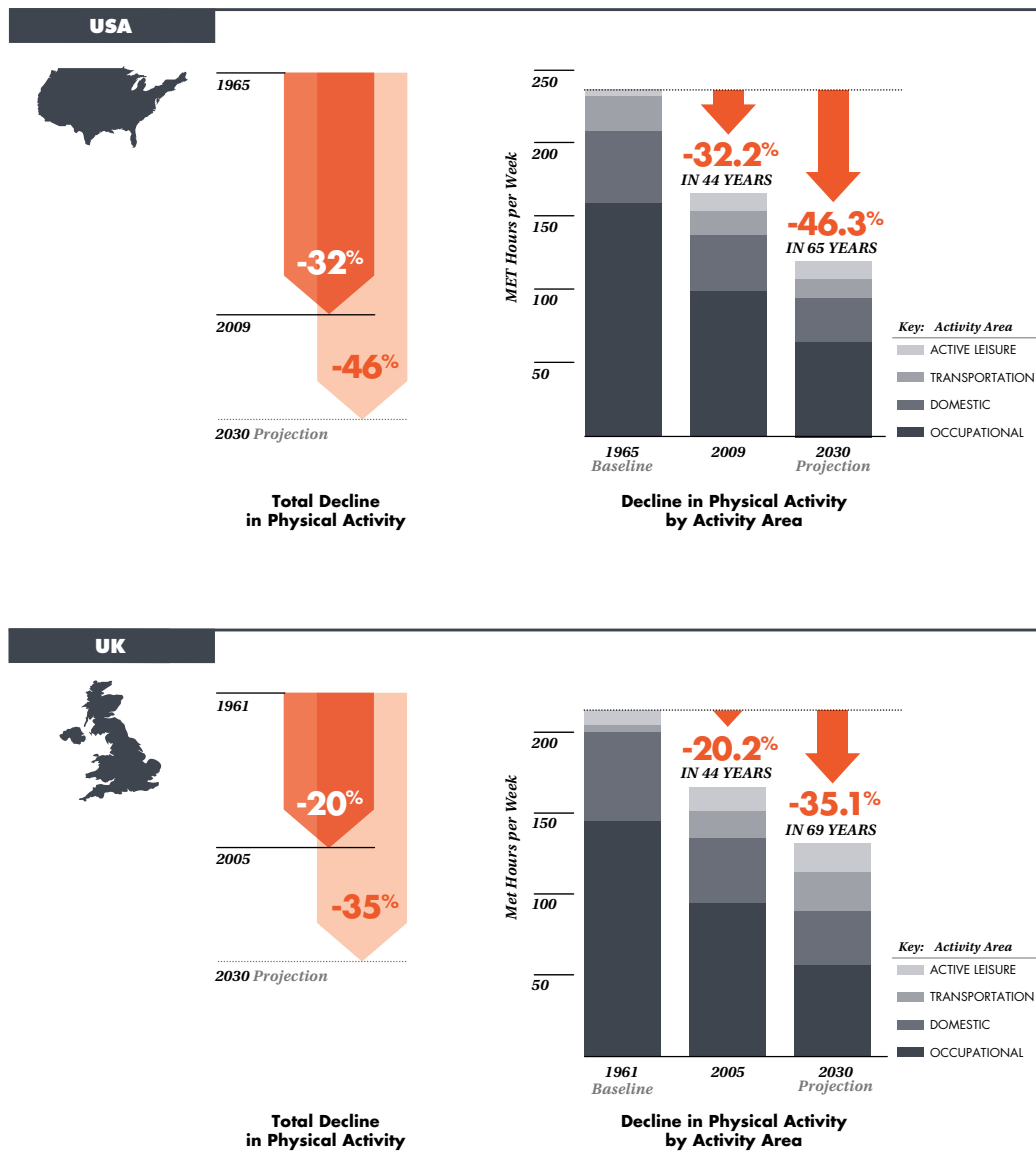 USA
1965
-32%
2009
-46%
2030 Projection
Total Decline
in Physical Activity
MET Hours per Week
250
200
150
100
50
-32.2%
IN 44 YEARS
-46.3%
IN 65 YEARS
Key: Activity Area
ACTIVE LEISURE
TRANSPORTATION
DOMESTIC
OCCUPATIONAL
1965
Baseline
2009
2030
Projection
Decline in Physical Activity
by Activity Area
UK
1961
-20%
2005
-35%
2030 Projection
Total Decline
in Physical Activity
Met Hours per Week
200
150
100
50
-20.2%
IN 44 YEARS
-35.1%
IN 69 YEARS
Key: Activity Area
ACTIVE LEISURE
TRANSPORTATION
DOMESTIC
OCCUPATIONAL
1961
Baseline
2005
2030
Projection
Decline in Physical Activity
by Activity Area